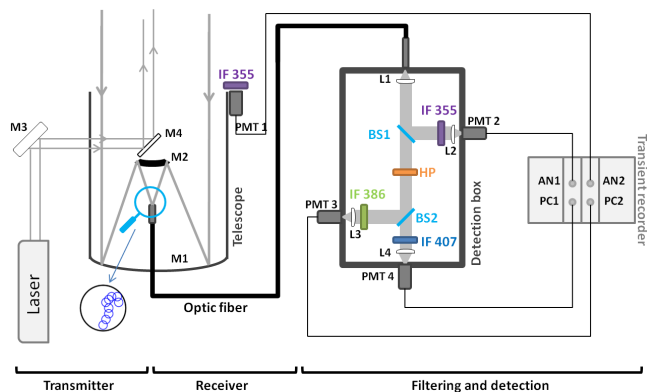 IF 355
M3
M4
PMT 1
M2
L1
IF 355
PMT 2
BS1
L2
HP
Telescope
Detection box
Transient recorder
AN1
AN2
PC1
PC2
IF 386
PMT 3
BS2
L3
IF 407
L4
M1
PMT 4
Laser
Optic fiber
Transmitter
Receiver
Filtering and detection